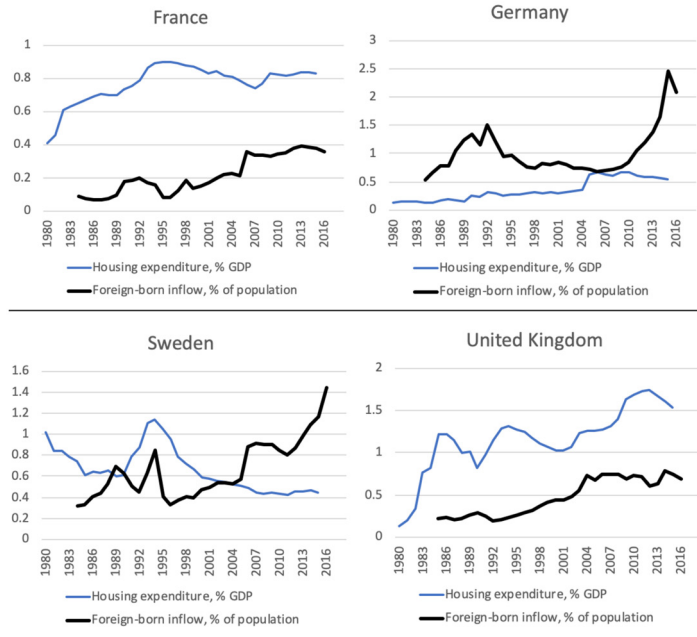 France
1
0.8
0.6
0.4
0.2
0
1980 1983 1986 1989 1992 1995 1998 2001 2004 2007 2010 2013 2016
Housing expenditure, % GDP
Foreign-born inflow, % of population
Germany
3
2.5
2
1.5
1
0.5
0
1980 1983 1986 1989 1992 1995 1998 2001 2004 2007 2010 2013 2016
Housing expenditure, % GDP
Foreign-born inflow, % of population
Sweden
1.6
1.4
1.2
1
0.8
0.6
0.4
0.2
0
1980 1983 1986 1989 1992 1995 1998 2001 2004 2007 2010 2013 2016
Housing expenditure, % GDP
Foreign-born inflow, % of population
United Kingdom
2
1.5
1
0.5
0
1980 1983 1986 1989 1992 1995 1998 2001 2004 2007 2010 2013 2016
Housing expenditure, % GDP
Foreign-born inflow, % of population